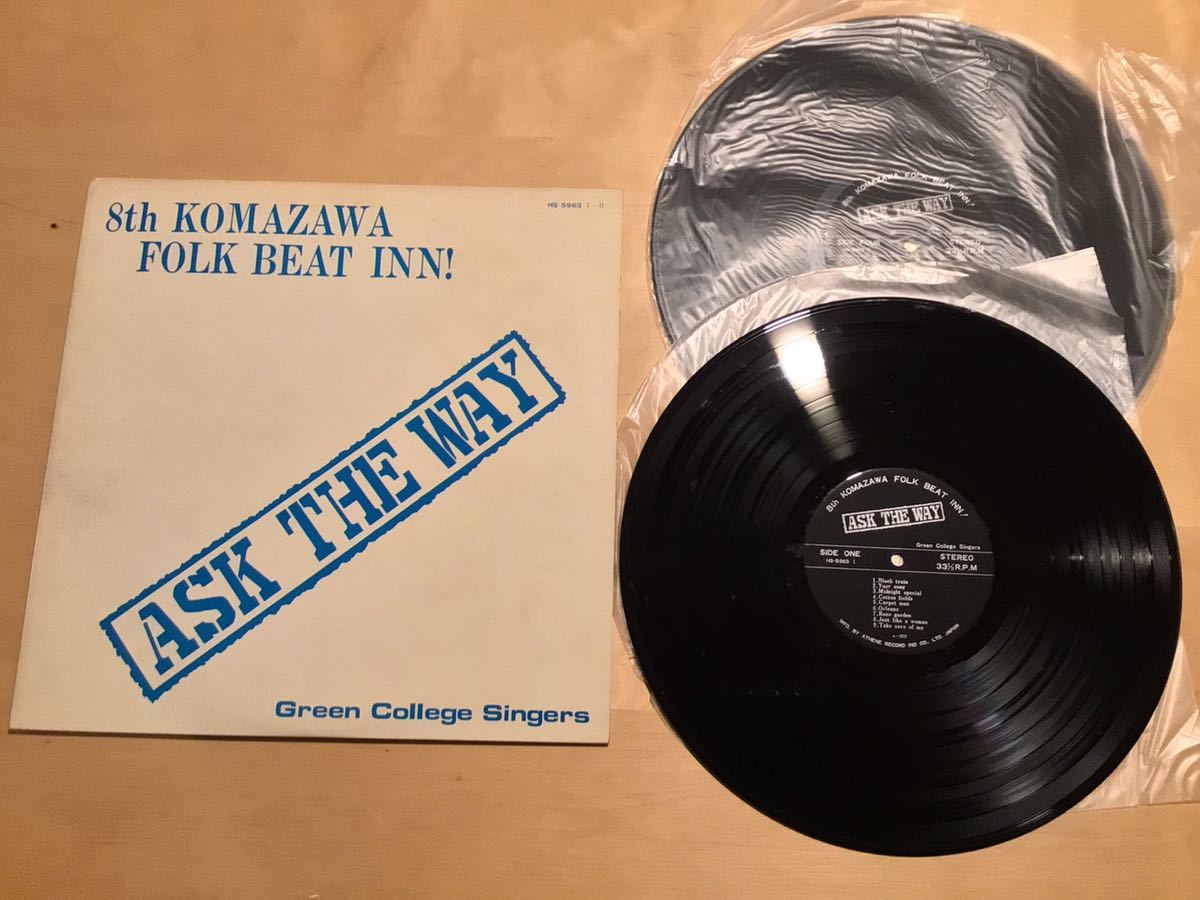 8th KOMAZAWA
FOLK BEAT INN!
HS-5963 I-II
ASK THE WAY
Green College Singers
8th KOMAZAWA FOLK BEAT INN!
ASK THE WAY
SIDE FOUR
STEREO
33⅓R.P.M
8th KOMAZAWA FOLK BEAT INN!
ASK THE WAY
Green College Singers
SIDE ONE
HS-5963 I
STEREO
33⅓R.P.M
1.Black train
2.Your song
3.Midnight special
4.Cotton fields
5.Carpet man
6.Orleans
7.Rose garden
8.Just like a woman
9.Take care of me
MFG. BY ATHENE RECORD IND CO., LTD. JAPAN